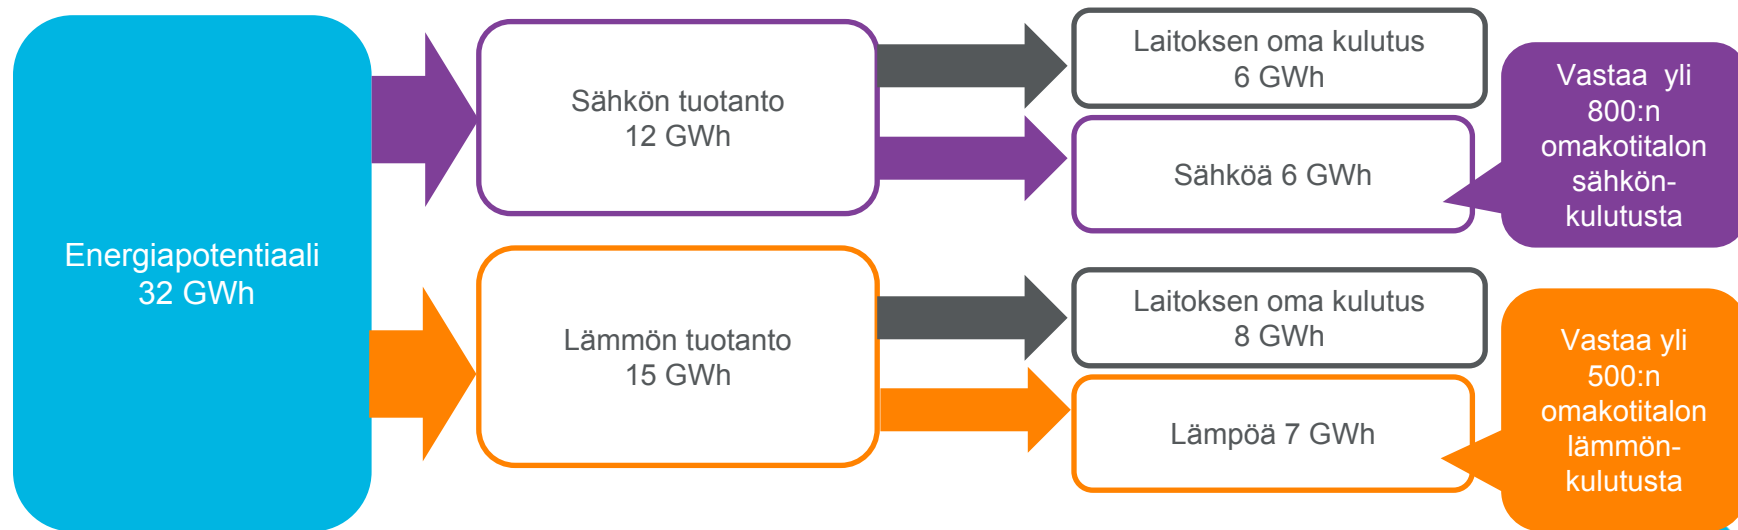 Energiapotentiaali
32 GWh
Sähkön tuotanto
12 GWh
Laitoksen oma kulutus
6 GWh
Sähköä 6 GWh
Vastaa yli
800:n
omakotitalon
sähkön-
kulutusta
Lämmön tuotanto
15 GWh
Laitoksen oma kulutus
8 GWh
Lämpöä 7 GWh
Vastaa yli
500:n
omakotitalon
lämmön-
kulutusta